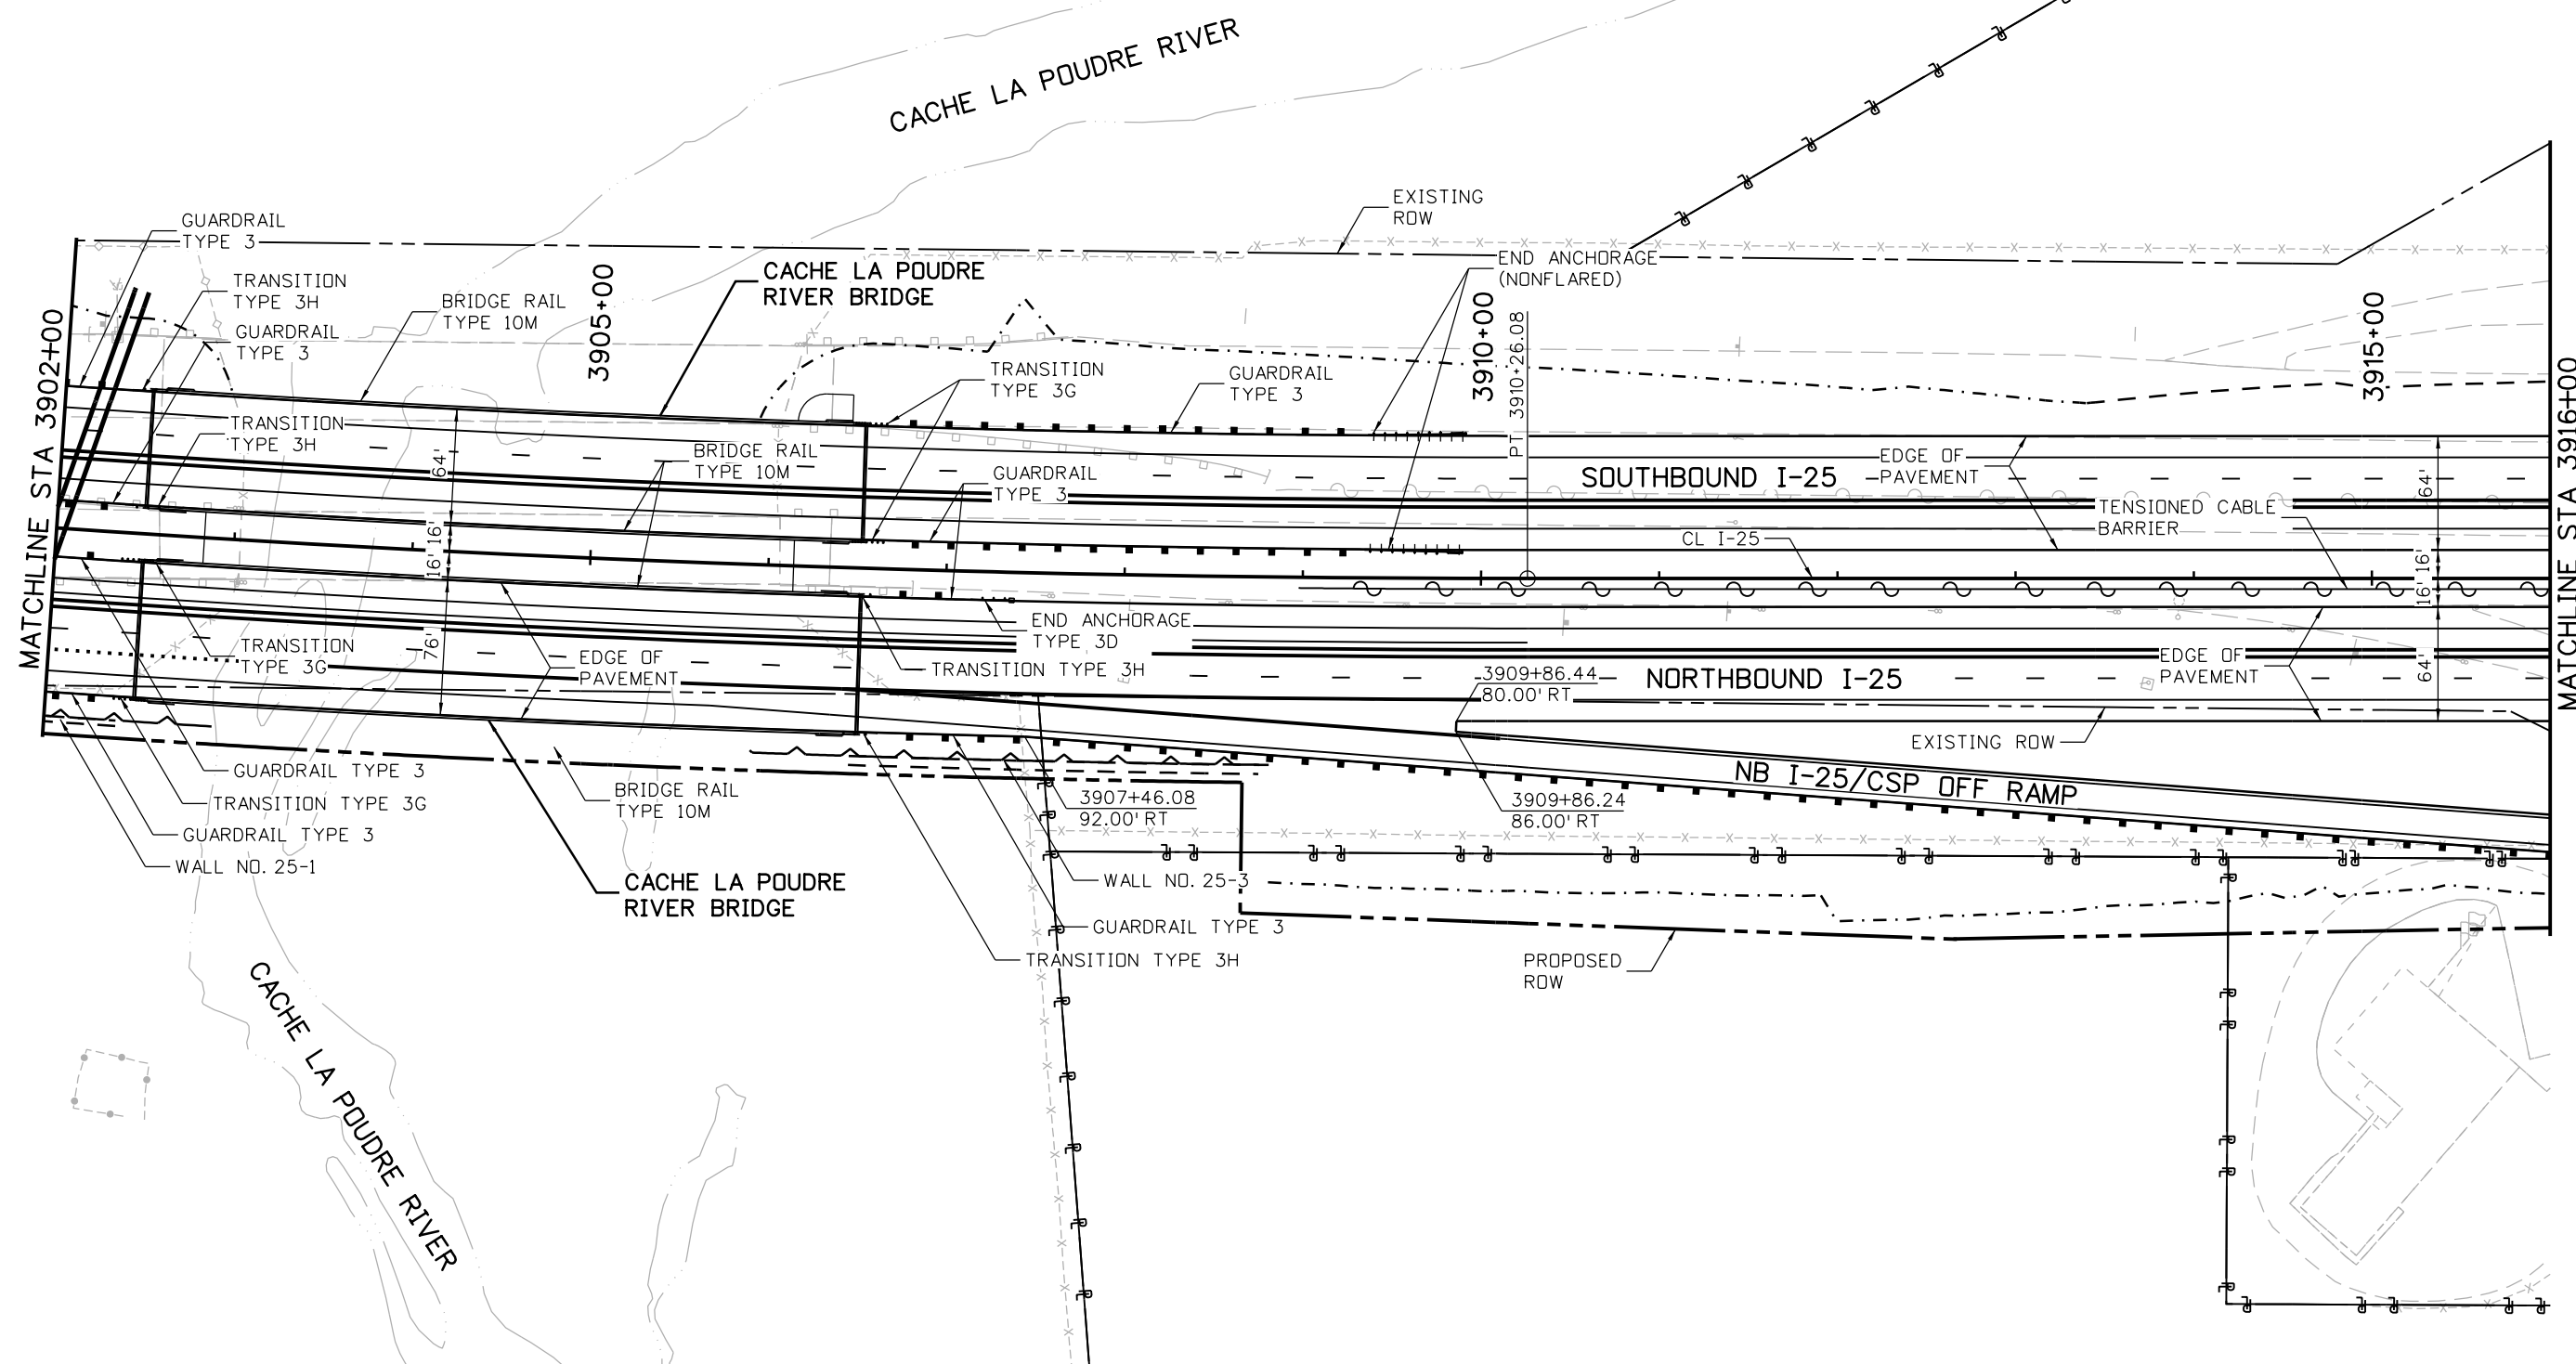 CACHE LA POUDRE RIVER
EXISTING
ROW
GUARDRAIL
TYPE 3
TRANSITION
TYPE 3H
GUARDRAIL
TYPE 3
BRIDGE RAIL
TYPE 10M
3905+00
CACHE LA POUDRE
RIVER BRIDGE
END ANCHORAGE
(NONFLARED)
3910+00
PT 3910+26.08
3915+00
MATCHLINE STA 3902+00
MATCHLINE STA 3916+00
TRANSITION
TYPE 3G
GUARDRAIL
TYPE 3
TRANSITION
TYPE 3H
64'
BRIDGE RAIL
TYPE 10M
GUARDRAIL
TYPE 3
SOUTHBOUND I-25
EDGE OF
PAVEMENT
64'
TENSIONED CABLE
BARRIER
CL I-25
16'
16'
16'
16'
END ANCHORAGE
TYPE 3D
76'
TRANSITION
TYPE 3G
EDGE OF
PAVEMENT
TRANSITION TYPE 3H
3909+86.44
80.00' RT
NORTHBOUND I-25
EDGE OF
PAVEMENT
64'
EXISTING ROW
GUARDRAIL TYPE 3
TRANSITION TYPE 3G
GUARDRAIL TYPE 3
WALL NO. 25-1
BRIDGE RAIL
TYPE 10M
3907+46.08
92.00' RT
3909+86.24
86.00' RT
NB I-25/CSP OFF RAMP
CACHE LA POUDRE
RIVER BRIDGE
WALL NO. 25-3
GUARDRAIL TYPE 3
TRANSITION TYPE 3H
PROPOSED
ROW
CACHE LA POUDRE RIVER